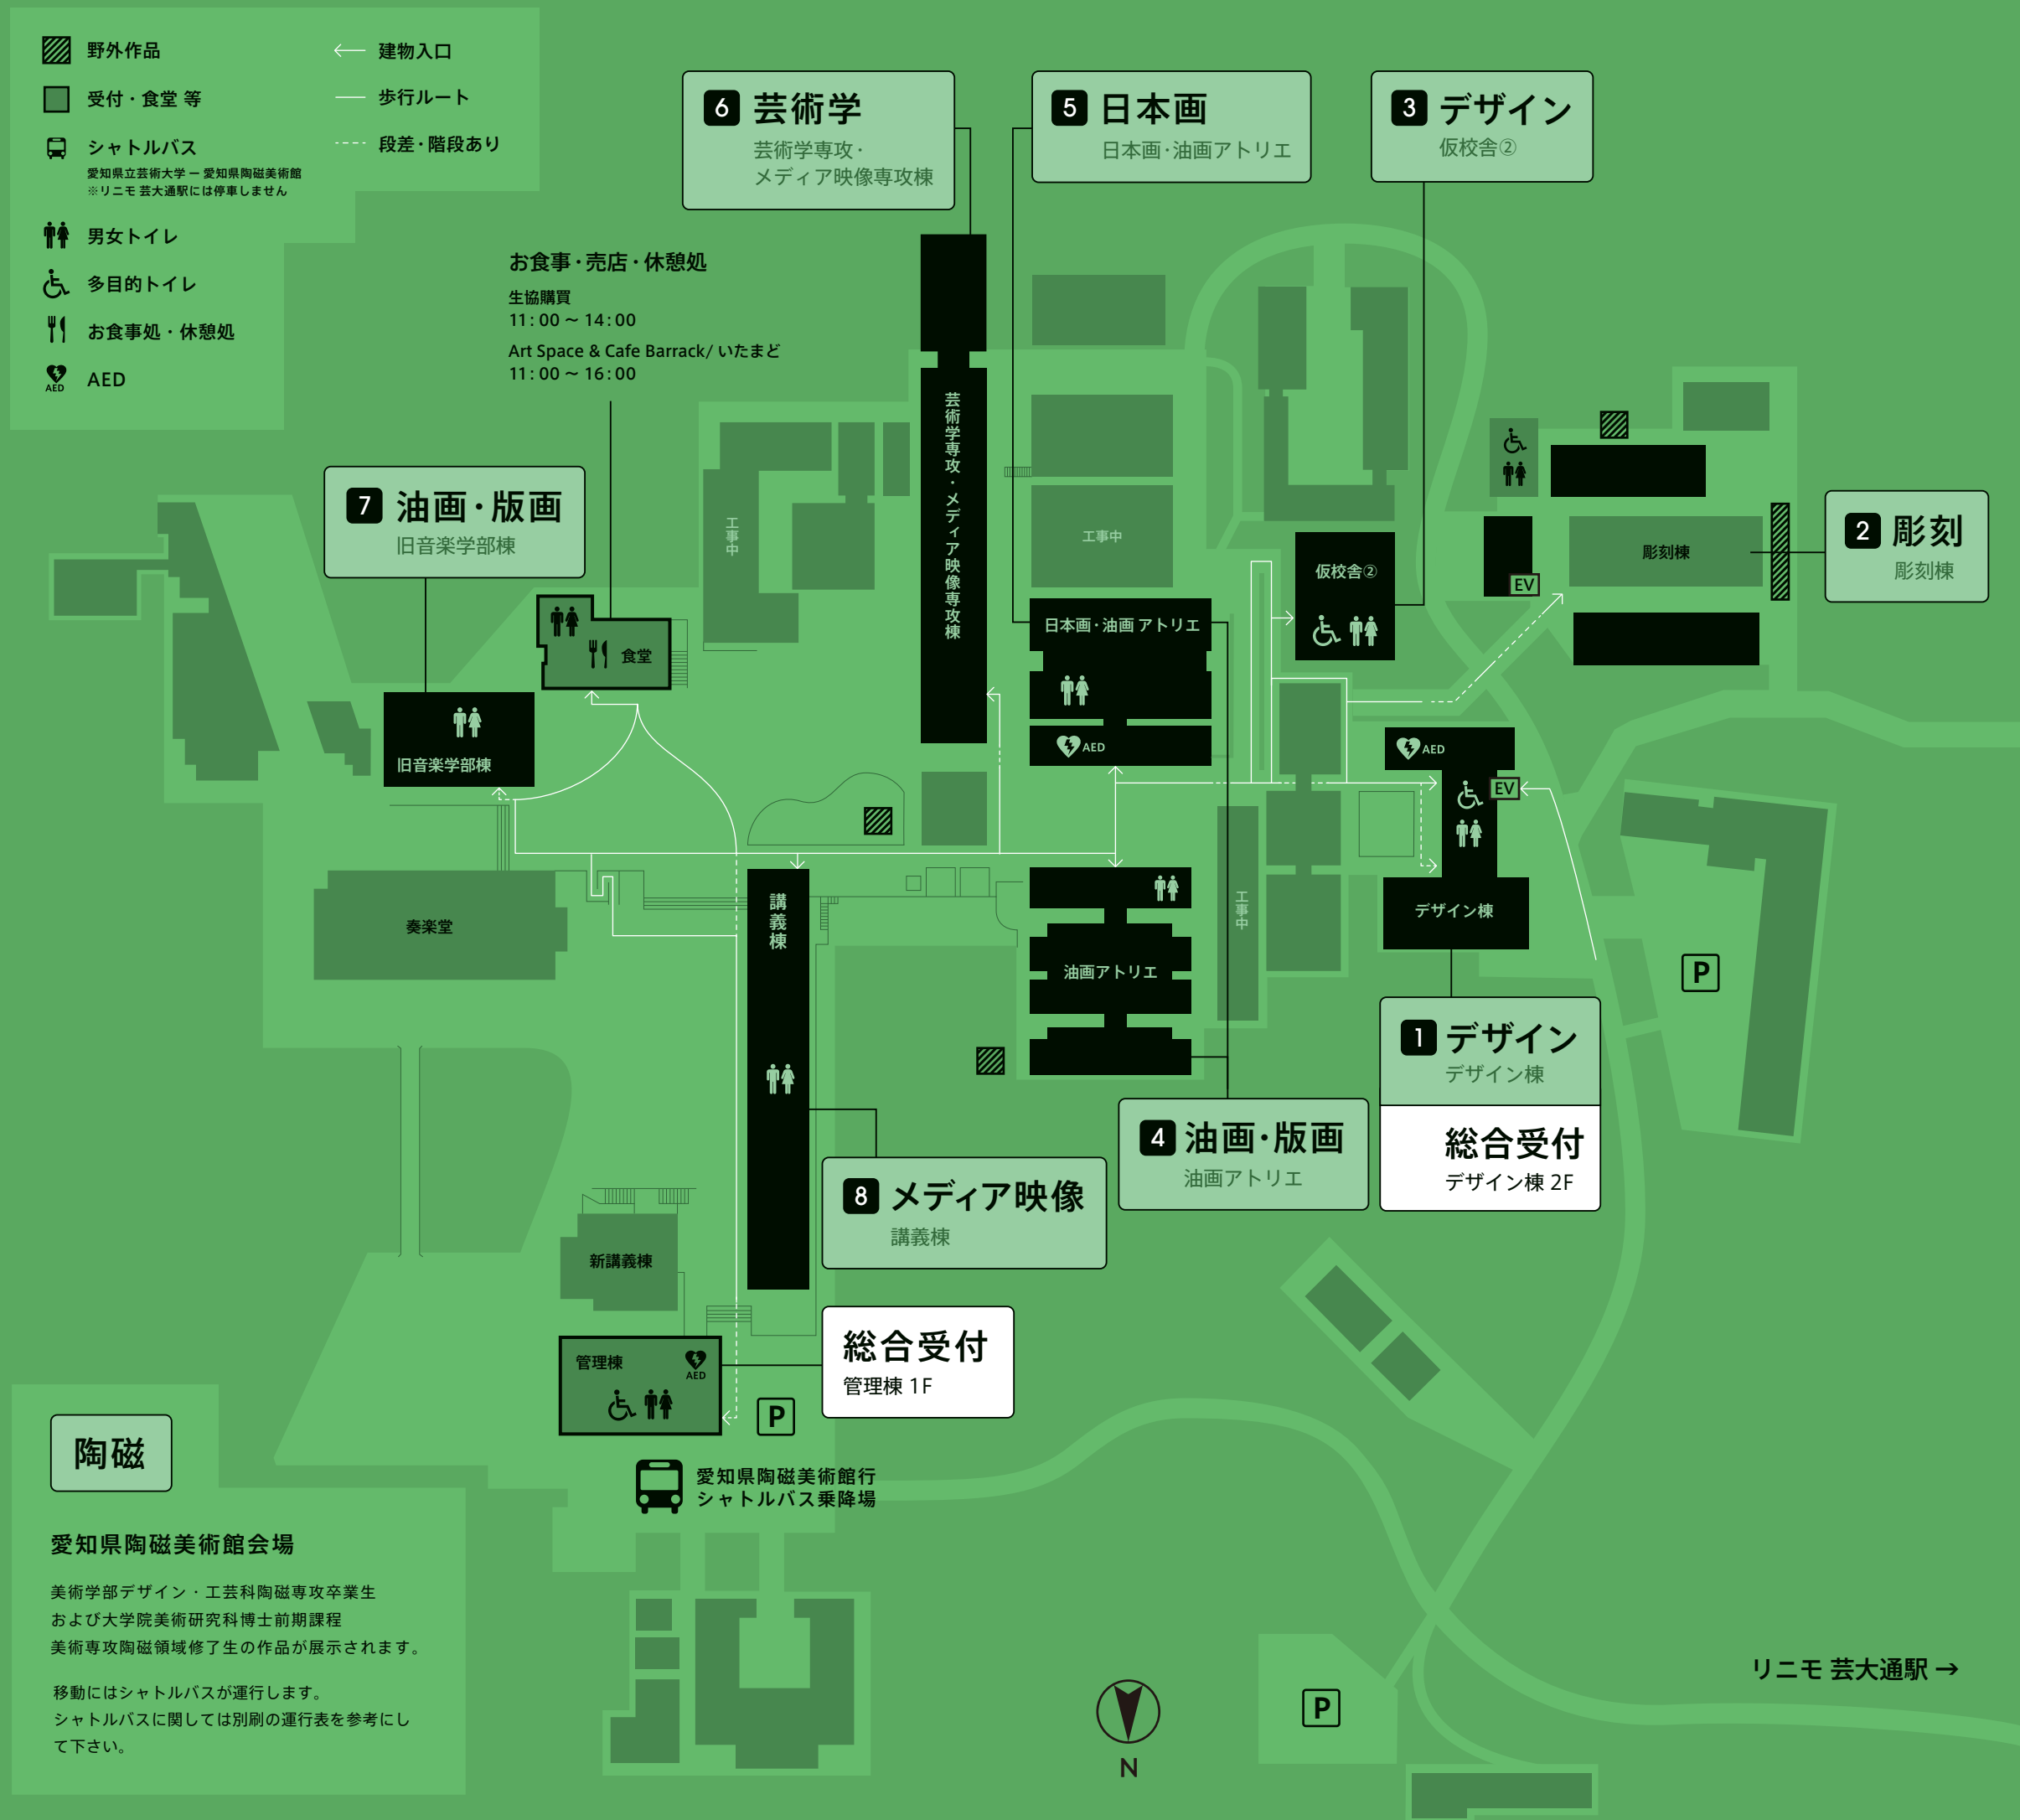 野外作品
受付・食堂 等
シャトルバス
愛知県立芸術大学 ー 愛知県陶磁美術館
※リニモ 芸大通駅には停車しません
男女トイレ
多目的トイレ
お食事処・休憩処
AED
AED
建物入口
歩行ルート
段差・階段あり
6 芸術学
芸術学専攻・
メディア映像専攻棟
5 日本画
日本画・油画アトリエ
3 デザイン
仮校舎②
お食事・売店・休憩処
生協購買
11:00 ～ 14:00
Art Space & Cafe Barrack/ いたまど
11:00 ～ 16:00
7 油画・版画
旧音楽学部棟
2 彫刻
彫刻棟
芸術学専攻・メディア映像専攻棟
工事中
工事中
彫刻棟
EV
仮校舎②
日本画・油画 アトリエ
AED
食堂
旧音楽学部棟
AED
EV
デザイン棟
奏楽堂
講義棟
油画アトリエ
工事中
P
1 デザイン
デザイン棟
総合受付
デザイン棟 2F
4 油画・版画
油画アトリエ
8 メディア映像
講義棟
新講義棟
総合受付
管理棟 1F
管理棟
AED
P
愛知県陶磁美術館行
シャトルバス乗降場
陶磁
愛知県陶磁美術館会場
美術学部デザイン・工芸科陶磁専攻卒業生
および大学院美術研究科博士前期課程
美術専攻陶磁領域修了生の作品が展示されます。
移動にはシャトルバスが運行します。
シャトルバスに関しては別刷の運行表を参考にし
て下さい。
N
P
リニモ 芸大通駅 →